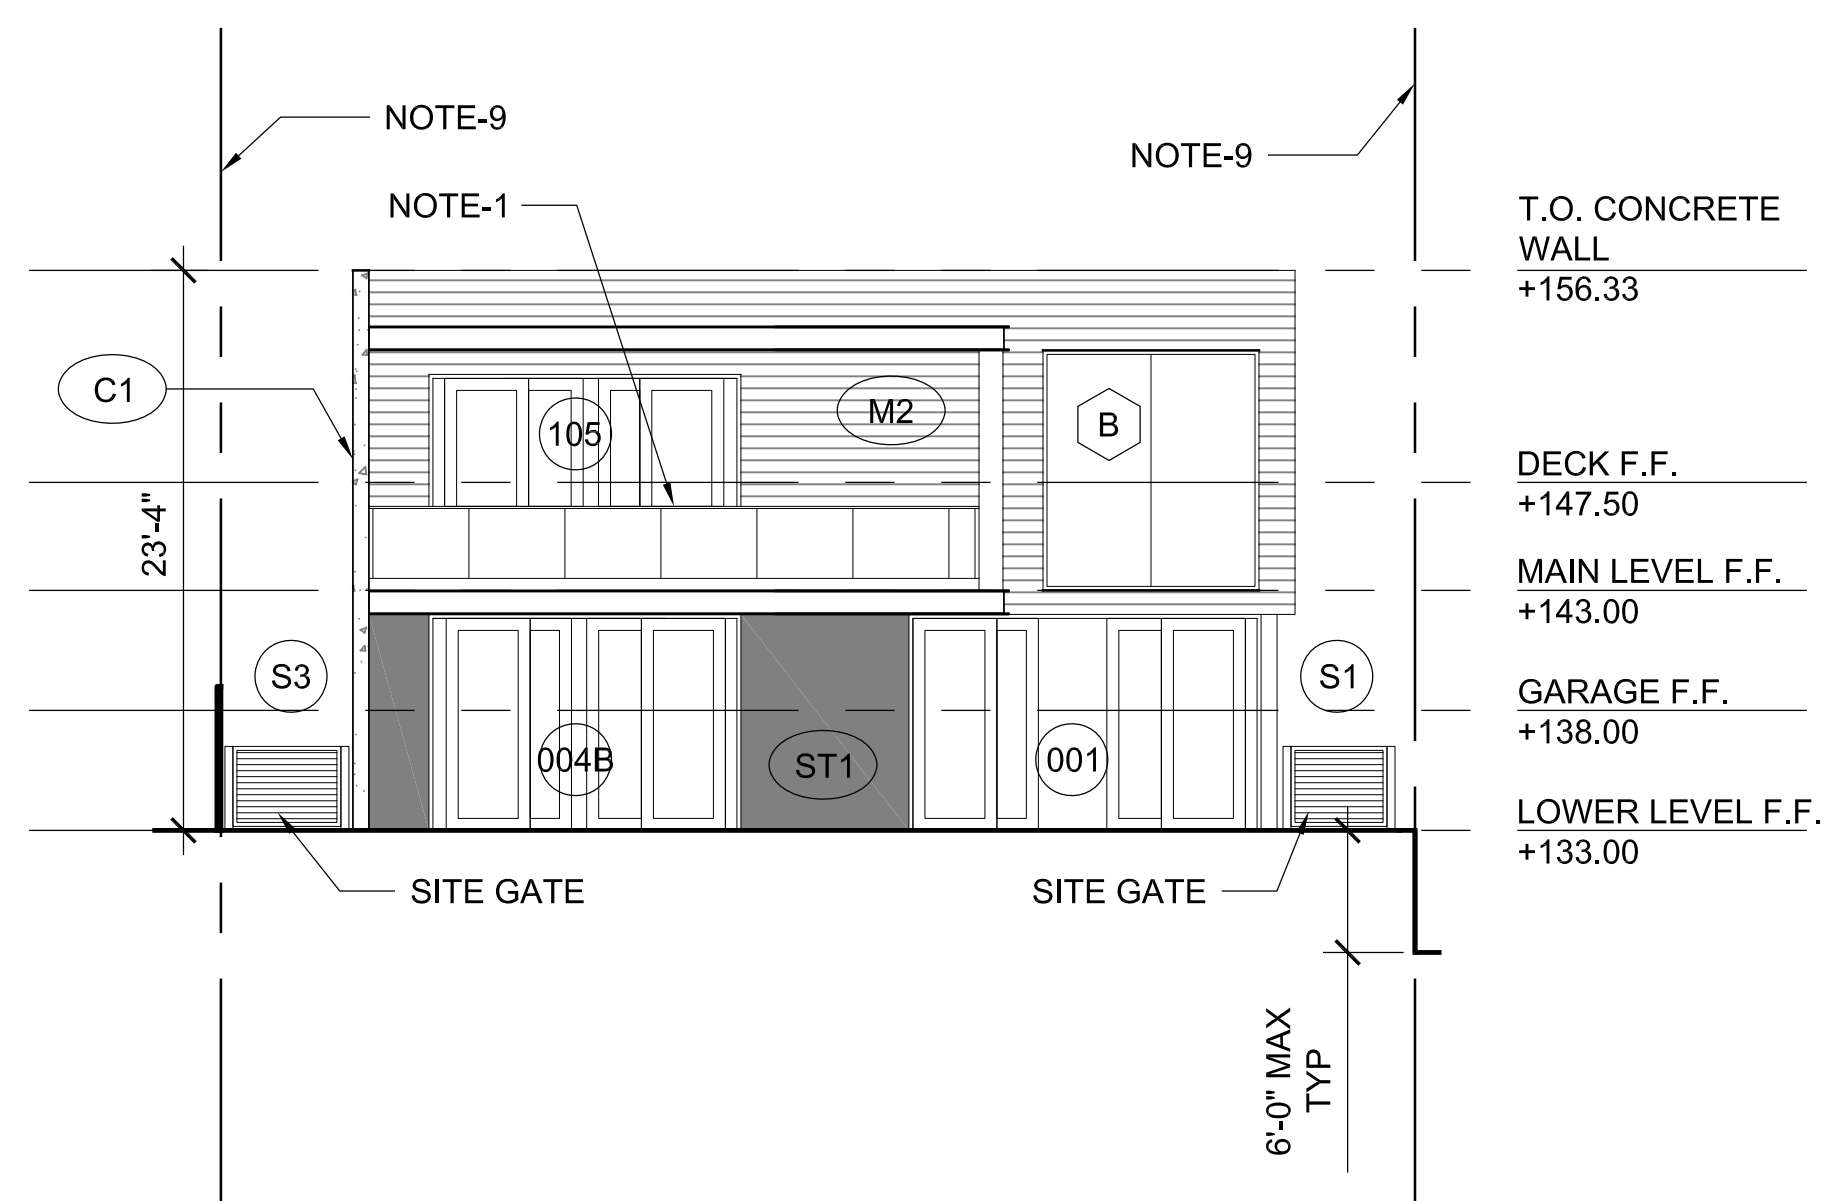 NOTE-9
NOTE-9
NOTE-1
T.O. CONCRETE
WALL
+156.33
C1
105
M2
B
DECK F.F.
+147.50
23'-4"
MAIN LEVEL F.F.
+143.00
S3
S1
GARAGE F.F.
+138.00
004B
ST1
001
LOWER LEVEL F.F.
+133.00
SITE GATE
SITE GATE
6'-0" MAX
TYP